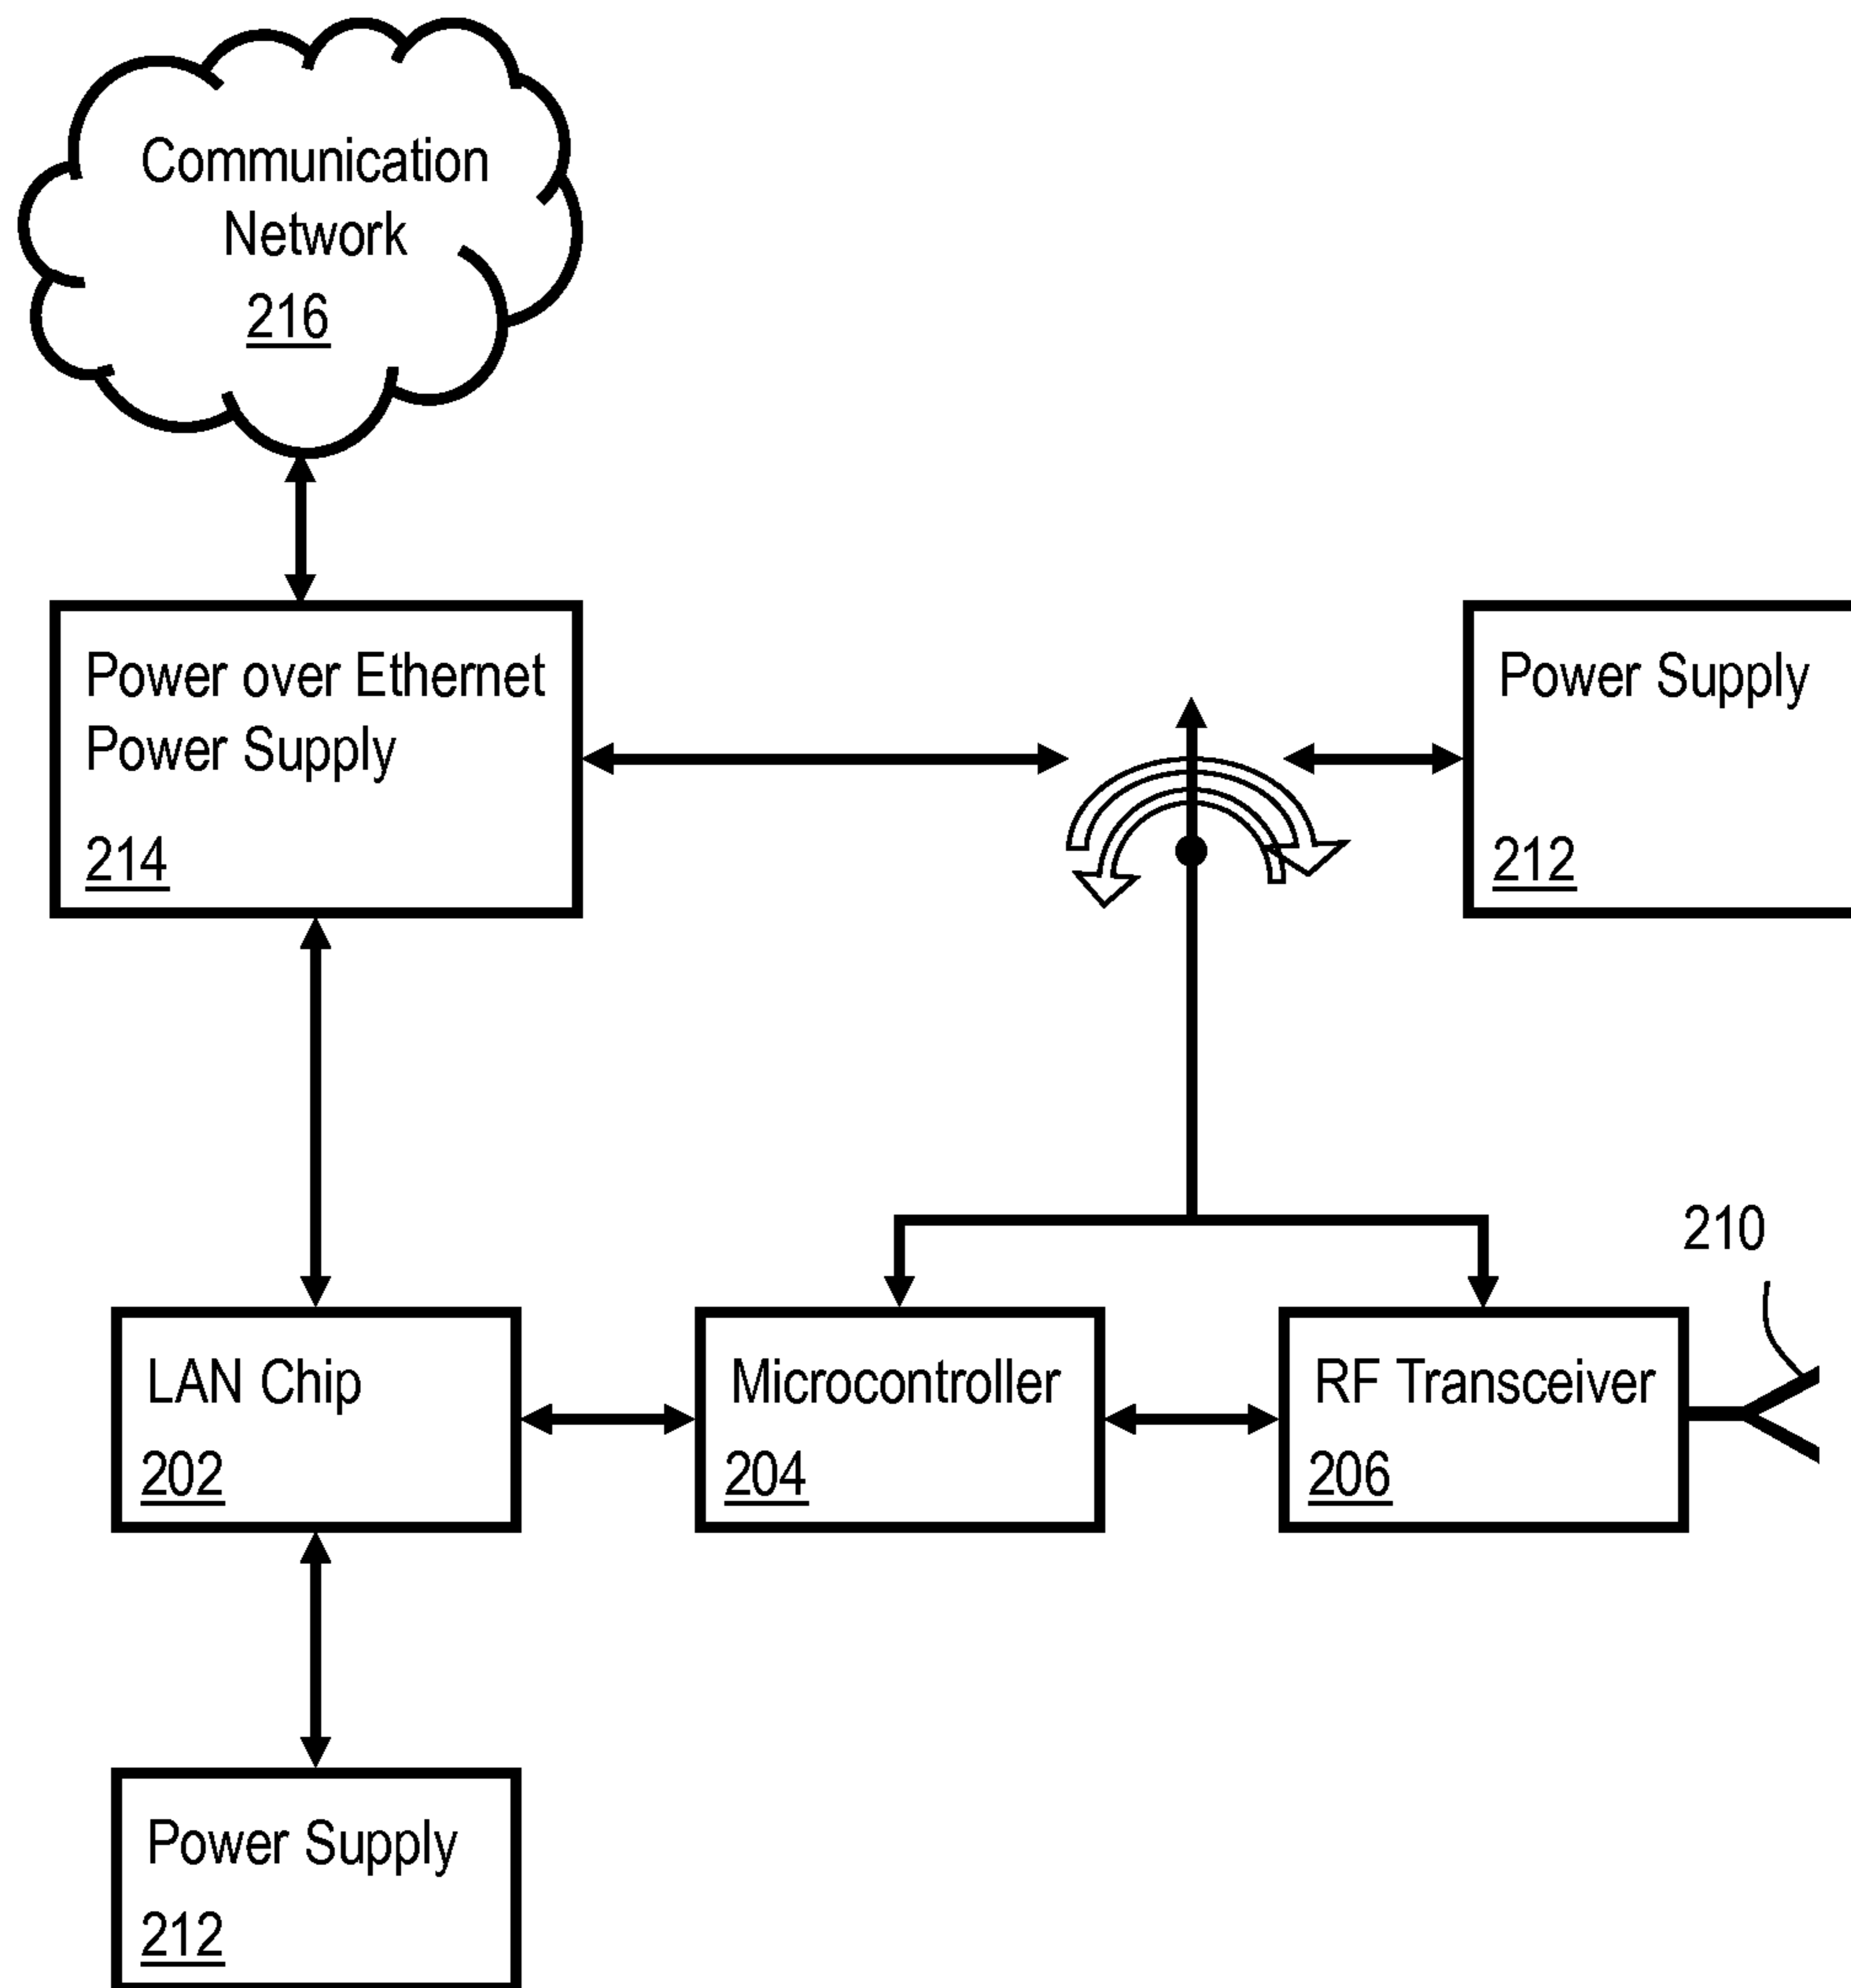 Communication
Network
216
Power over Ethernet
Power Supply
214
Power Supply
212
210
LAN Chip
202
Microcontroller
204
RF Transceiver
206
Power Supply
212